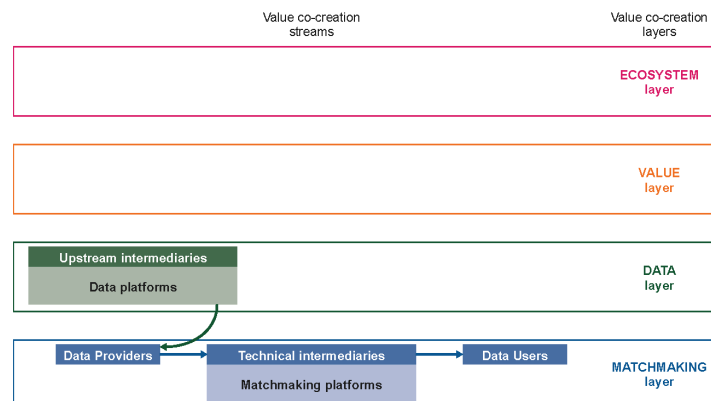 Value co-creation
streams
Value co-creation
layers
ECOSYSTEM
layer
VALUE
layer
Upstream intermediaries
Data platforms
DATA
layer
Data Providers
Technical intermediaries
Data Users
Matchmaking platforms
MATCHMAKING
layer